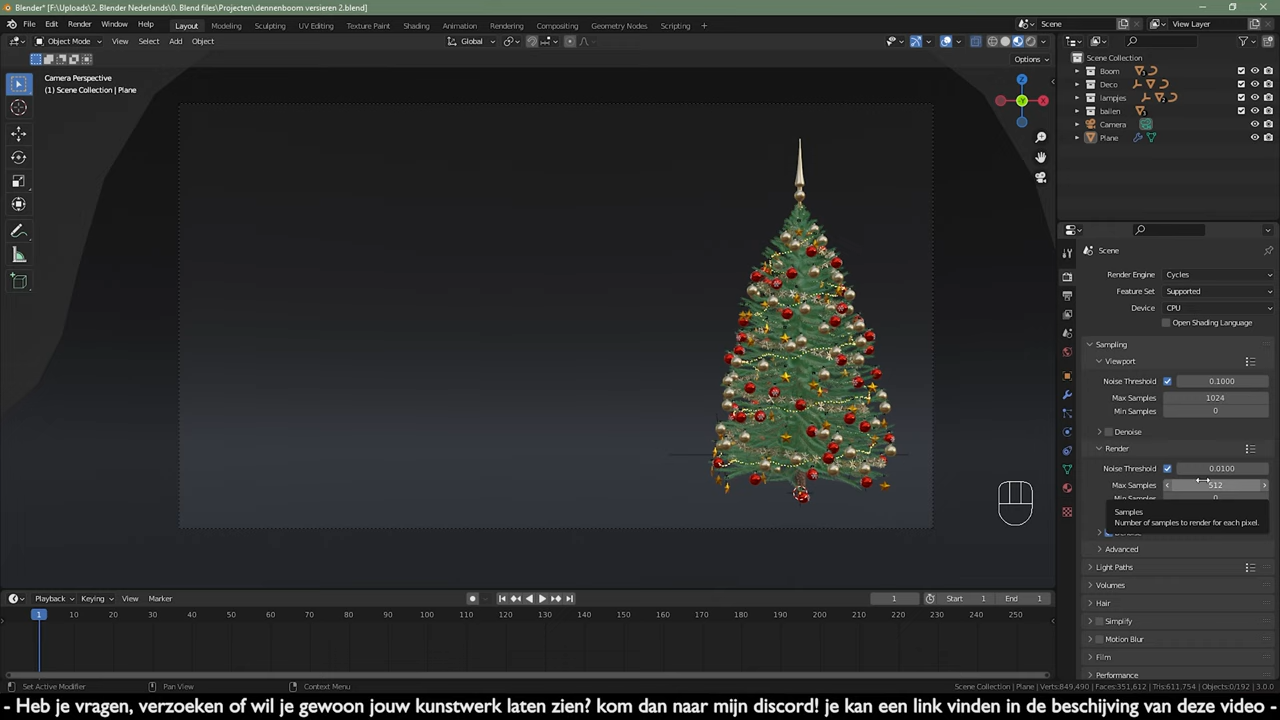 Blender* [F:\Uploads\2. Blender Nederlands\0. Blend files\Projecten\dennenboom versieren 2.blend]
File Edit Render Window Help Layout Modeling Sculpting UV Editing Texture Paint Shading Animation Rendering Compositing Geometry Nodes Scripting + Scene View Layer
Object Mode View Select Add Object Global
Options
Camera Perspective
(1) Scene Collection | Plane
Z
Y
X
Scene Collection
Boom
Deco
lampjes
ballen
Camera
Plane
Scene
Render Engine Cycles
Feature Set Supported
Device CPU
Open Shading Language
Sampling
Viewport
Noise Threshold 0.1000
Max Samples 1024
Min Samples 0
Denoise
Render
Noise Threshold 0.0100
Max Samples 512
Min Samples 0
Samples
Number of samples to render for each pixel.
Denoise
Advanced
Light Paths
Volumes
Hair
Simplify
Motion Blur
Film
Performance
Playback Keying View Marker 1 Start 1 End 1
1 10 20 30 40 50 60 70 80 90 100 110 120 130 140 150 160 170 180 190 200 210 220 230 240 250
Set Active Modifier Pan View Context Menu Scene Collection | Plane | Verts:849,490 | Faces:351,612 | Tris:611,754 | Objects:0/192 | 3.0.0
- Heb je vragen, verzoeken of wil je gewoon jouw kunstwerk laten zien? kom dan naar mijn discord! je kan een link vinden in de beschrijving van deze video -